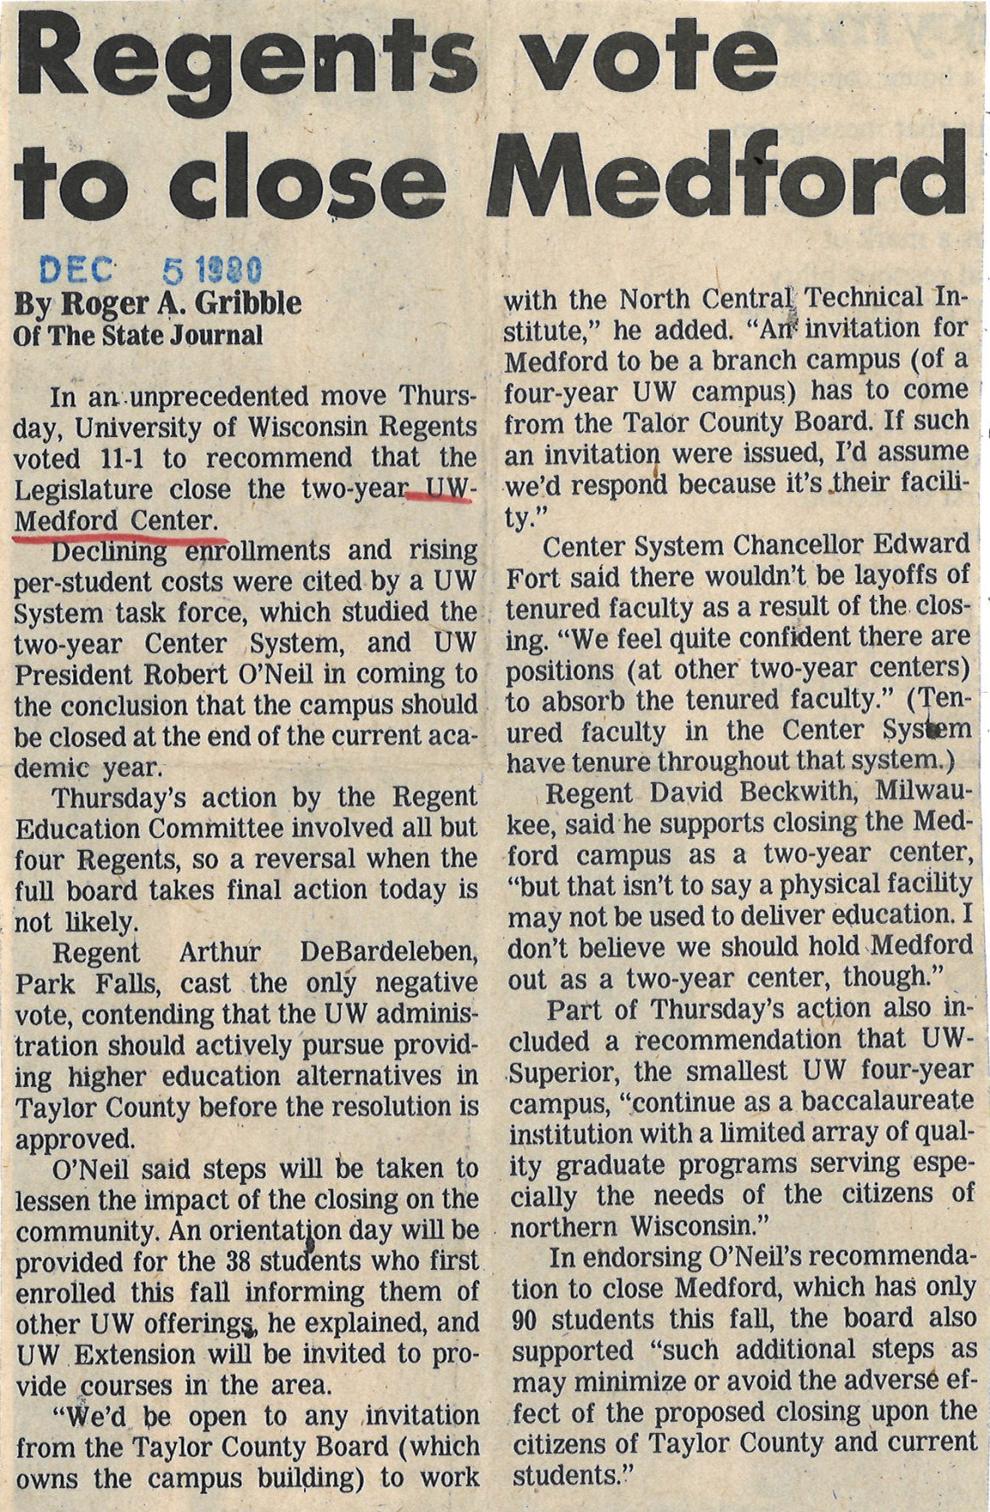 Regents vote
to close Medford
DEC 5 1980
By Roger A. Gribble
Of The State Journal
In an unprecedented move Thurs-
day, University of Wisconsin Regents
voted 11-1 to recommend that the
Legislature close the two-year UW-
Medford Center.
Declining enrollments and rising
per-student costs were cited by a UW
System task force, which studied the
two-year Center System, and UW
President Robert O'Neil in coming to
the conclusion that the campus should
be closed at the end of the current aca-
demic year.
Thursday's action by the Regent
Education Committee involved all but
four Regents, so a reversal when the
full board takes final action today is
not likely.
Regent Arthur DeBardeleben,
Park Falls, cast the only negative
vote, contending that the UW adminis-
tration should actively pursue provid-
ing higher education alternatives in
Taylor County before the resolution is
approved.
O'Neil said steps will be taken to
lessen the impact of the closing on the
community. An orientation day will be
provided for the 38 students who first
enrolled this fall informing them of
other UW offerings, he explained, and
UW Extension will be invited to pro-
vide courses in the area.
"We'd be open to any invitation
from the Taylor County Board (which
owns the campus building) to work
with the North Central Technical In-
stitute," he added. "An invitation for
Medford to be a branch campus (of a
four-year UW campus) has to come
from the Talor County Board. If such
an invitation were issued, I'd assume
we'd respond because it's their facili-
ty."
Center System Chancellor Edward
Fort said there wouldn't be layoffs of
tenured faculty as a result of the clos-
ing. "We feel quite confident there are
positions (at other two-year centers)
to absorb the tenured faculty." (Ten-
ured faculty in the Center System
have tenure throughout that system.)
Regent David Beckwith, Milwau-
kee, said he supports closing the Med-
ford campus as a two-year center,
"but that isn't to say a physical facility
may not be used to deliver education. I
don't believe we should hold Medford
out as a two-year center, though."
Part of Thursday's action also in-
cluded a recommendation that UW-
Superior, the smallest UW four-year
campus, "continue as a baccalaureate
institution with a limited array of qual-
ity graduate programs serving espe-
cially the needs of the citizens of
northern Wisconsin."
In endorsing O'Neil's recommenda-
tion to close Medford, which has only
90 students this fall, the board also
supported "such additional steps as
may minimize or avoid the adverse ef-
fect of the proposed closing upon the
citizens of Taylor County and current
students."